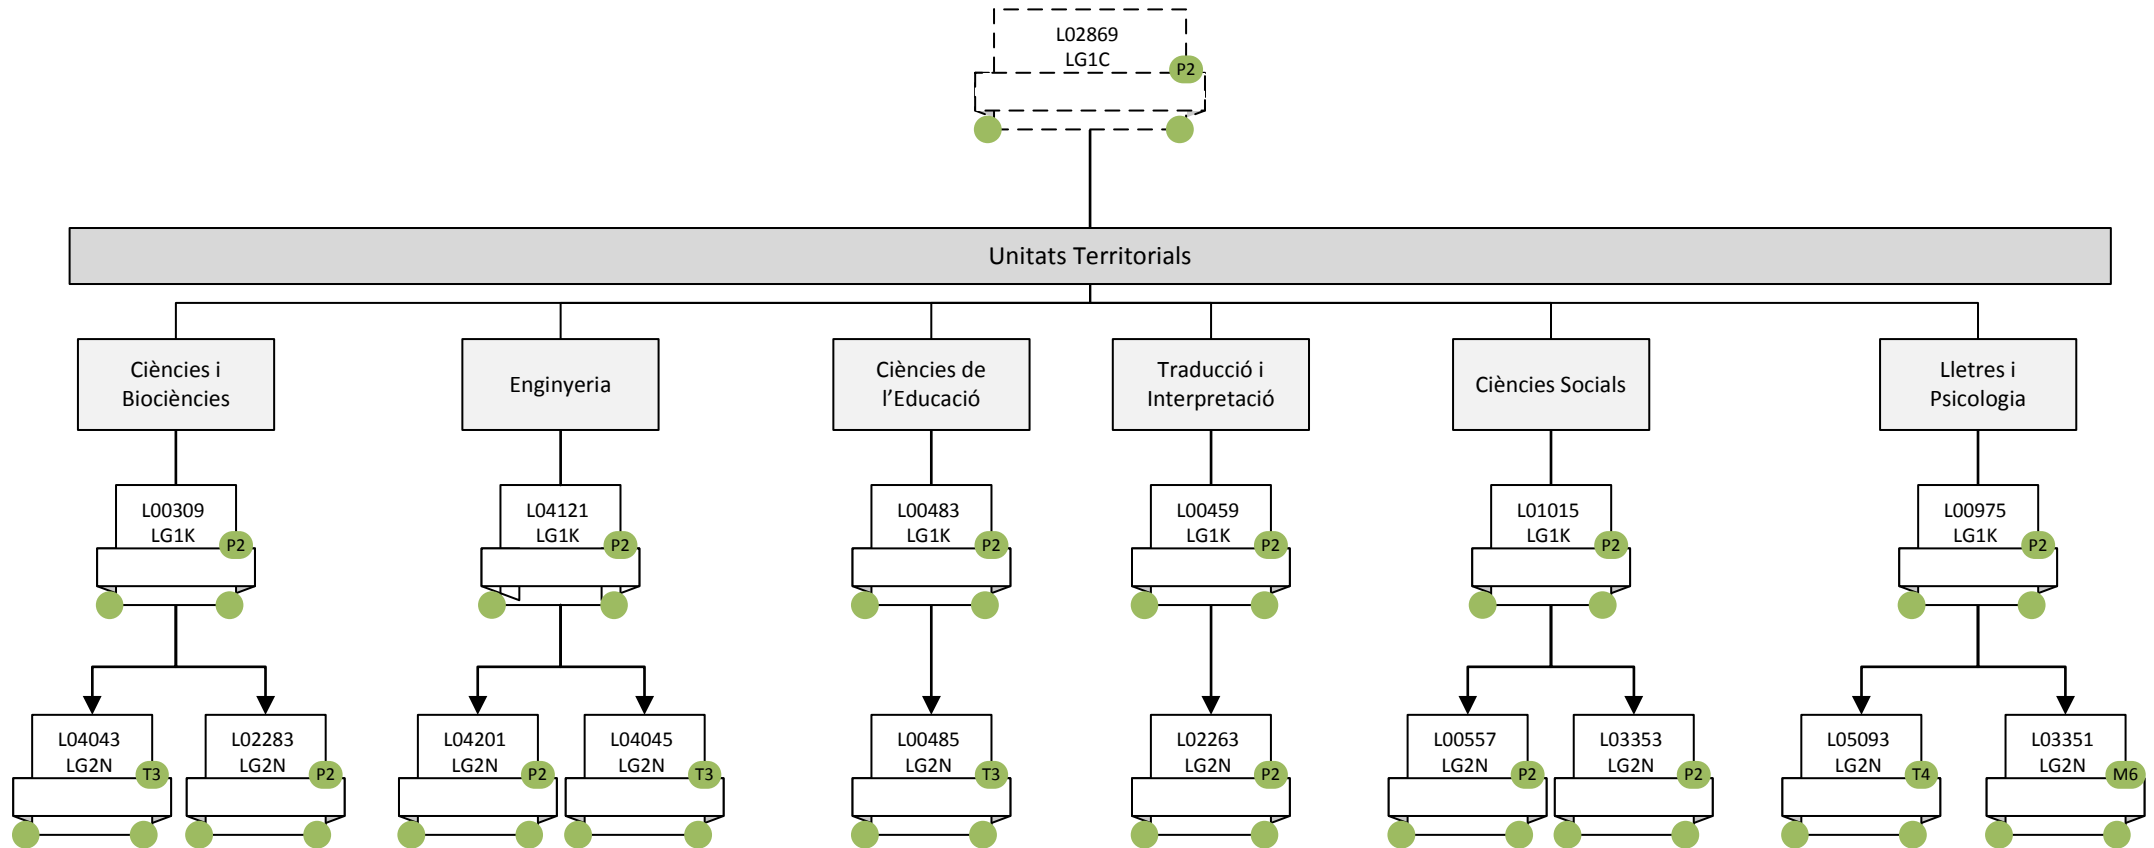 L02869
LG1C
P2
Unitats Territorials
Ciències i
Biociències
Enginyeria
Ciències de
l’Educació
Traducció i
Interpretació
Ciències Socials
Lletres i
Psicologia
L00309
LG1K
P2
L04121
LG1K
P2
L00483
LG1K
P2
L00459
LG1K
P2
L01015
LG1K
P2
L00975
LG1K
P2
L04043
LG2N
T3
L02283
LG2N
P2
L04201
LG2N
P2
L04045
LG2N
T3
L00485
LG2N
T3
L02263
LG2N
P2
L00557
LG2N
P2
L03353
LG2N
P2
L05093
LG2N
T4
L03351
LG2N
M6